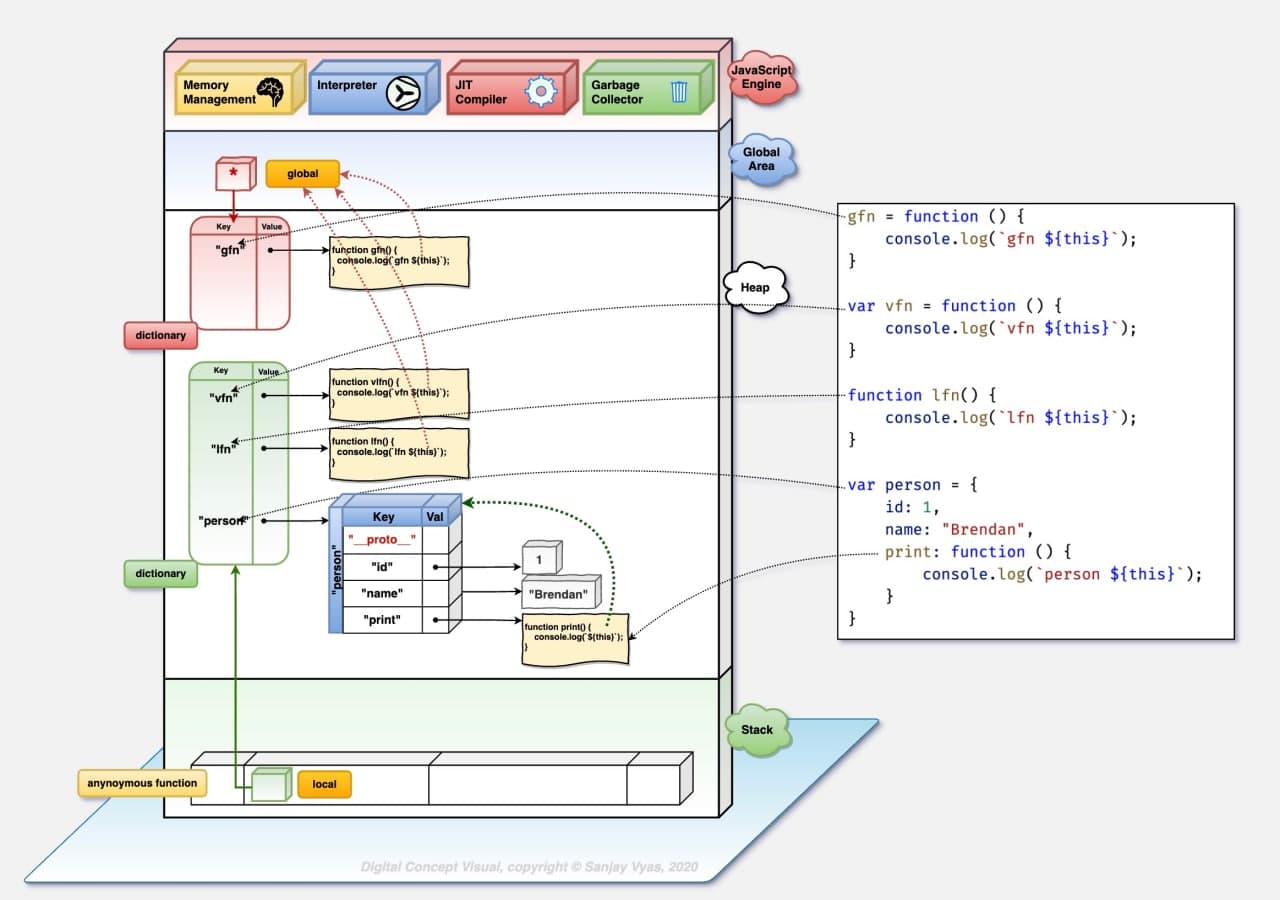 Memory
Management
Interpreter
JIT
Compiler
Garbage
Collector
JavaScript
Engine
Global
Area
*
global
Key Value
"gfn"
function gfn() {
console.log(`gfn ${this}`);
}
dictionary
Heap
Key Value
"vfn"
function vlfn() {
console.log(`vfn ${this}`);
}
"lfn"
function lfn() {
console.log(`lfn ${this}`);
}
"person"
dictionary
"person"
Key Val
"__proto__"
"id"
1
"name"
"Brendan"
"print"
function print() {
console.log(`${this}`);
}
Stack
anynoymous function
local
Digital Concept Visual, copyright © Sanjay Vyas, 2020
gfn = function () {
console.log(`gfn ${this}`);
}
var vfn = function () {
console.log(`vfn ${this}`);
}
function lfn() {
console.log(`lfn ${this}`);
}
var person = {
id: 1,
name: "Brendan",
print: function () {
console.log(`person ${this}`);
}
}